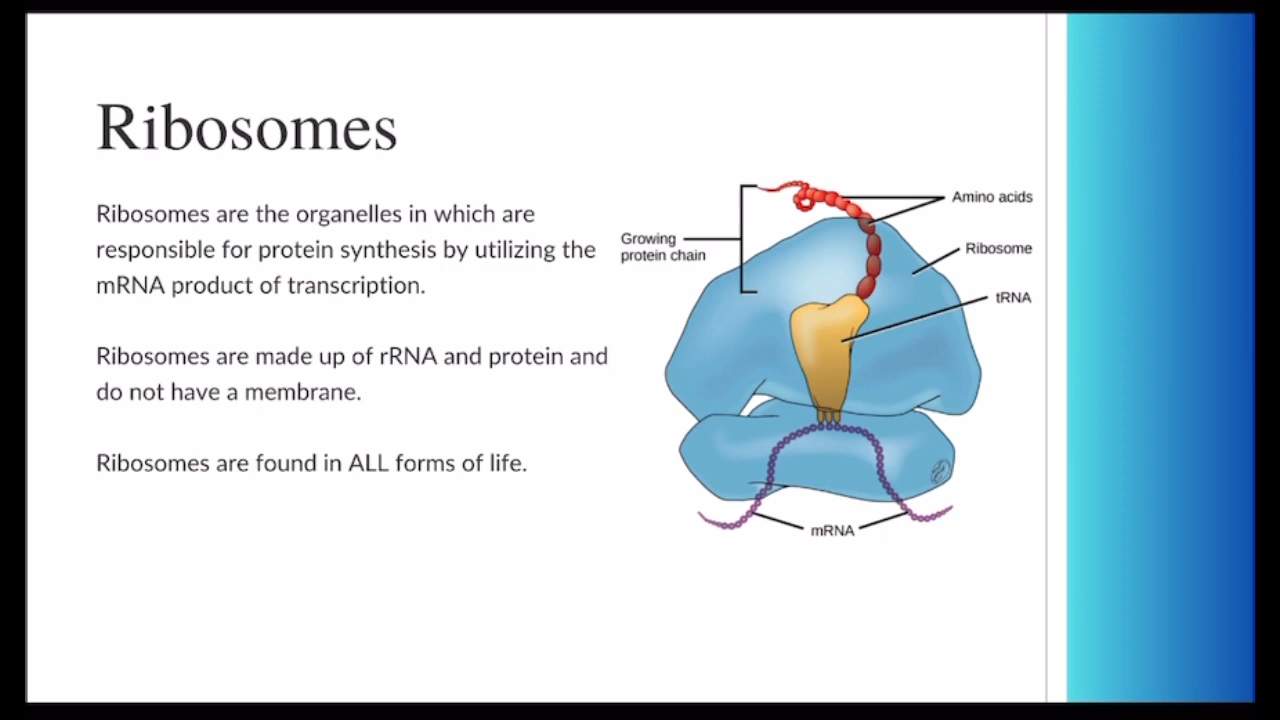 Ribosomes
Ribosomes are the organelles in which are
responsible for protein synthesis by utilizing the
mRNA product of transcription.
Ribosomes are made up of rRNA and protein and
do not have a membrane.
Ribosomes are found in ALL forms of life.
Growing
protein chain
Amino acids
Ribosome
tRNA
mRNA